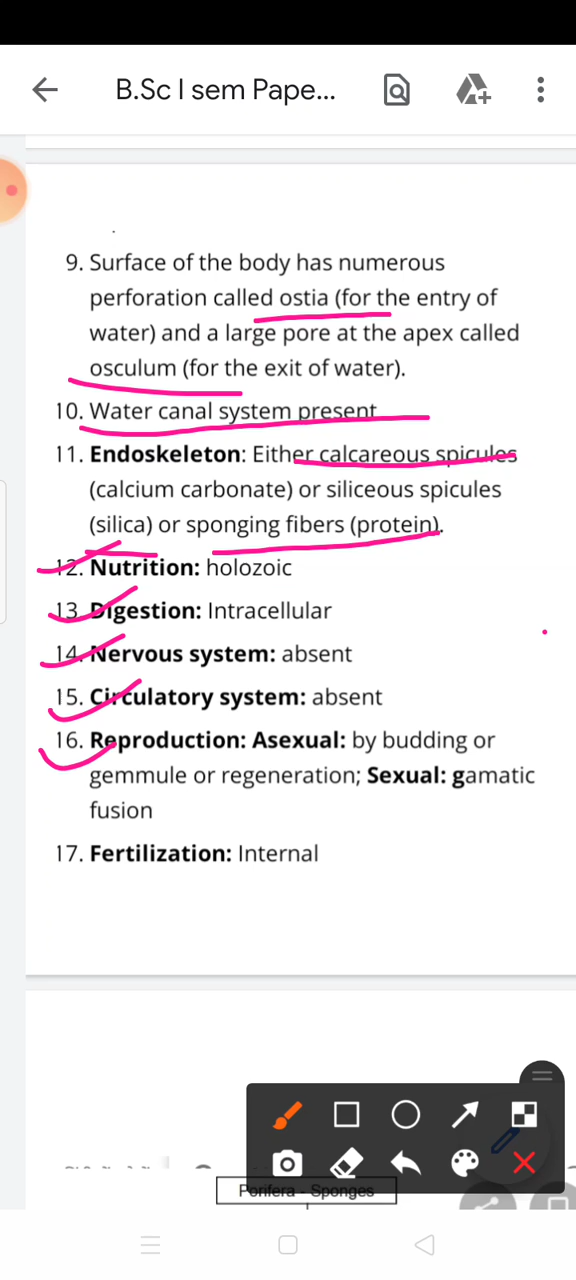 B.Sc I sem Pape...
9. Surface of the body has numerous
perforation called ostia (for the entry of
water) and a large pore at the apex called
osculum (for the exit of water).
10. Water canal system present
11. Endoskeleton: Either calcareous spicules
(calcium carbonate) or siliceous spicules
(silica) or sponging fibers (protein).
12. Nutrition: holozoic
13. Digestion: Intracellular
14. Nervous system: absent
15. Circulatory system: absent
16. Reproduction: Asexual: by budding or
gemmule or regeneration; Sexual: gamatic
fusion
17. Fertilization: Internal
Porifera - Sponges